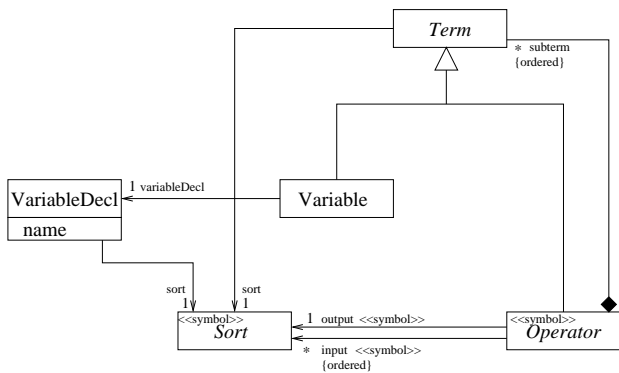 Term
* subterm
{ordered}
1 variableDecl
VariableDecl
name
Variable
sort
1
sort
1
<<symbol>>
Sort
1 output <<symbol>>
* input <<symbol>>
{ordered}
<<symbol>>
Operator